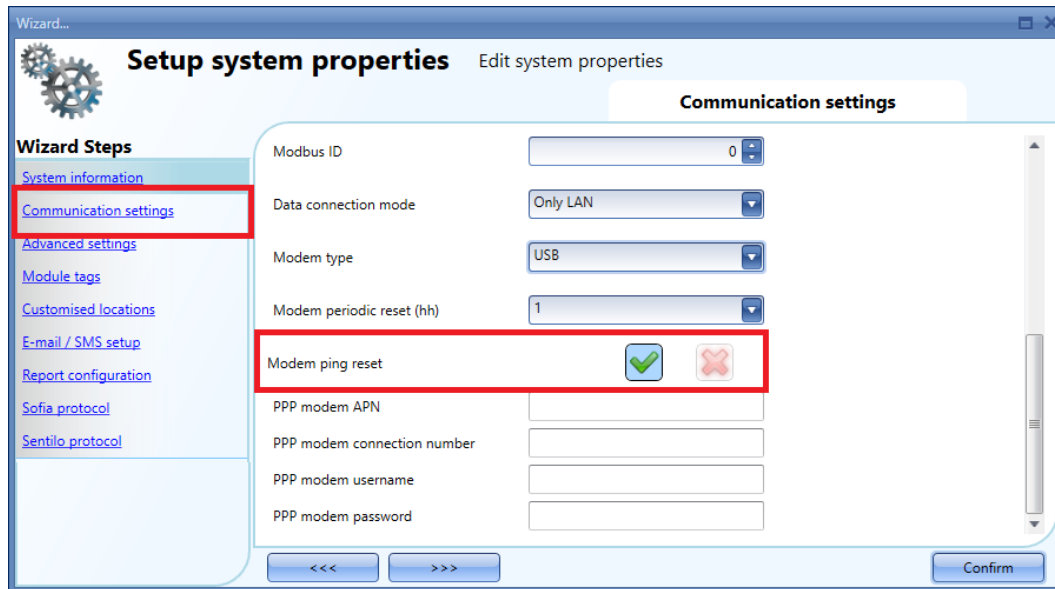 Wizard...
Setup system properties Edit system properties
Communication settings
Wizard Steps
System information
Communication settings
Advanced settings
Module tags
Customised locations
E-mail / SMS setup
Report configuration
Sofia protocol
Sentilo protocol
Modbus ID 0
Data connection mode Only LAN
Modem type USB
Modem periodic reset (hh) 1
Modem ping reset
PPP modem APN
PPP modem connection number
PPP modem username
PPP modem password
<<< >>> Confirm